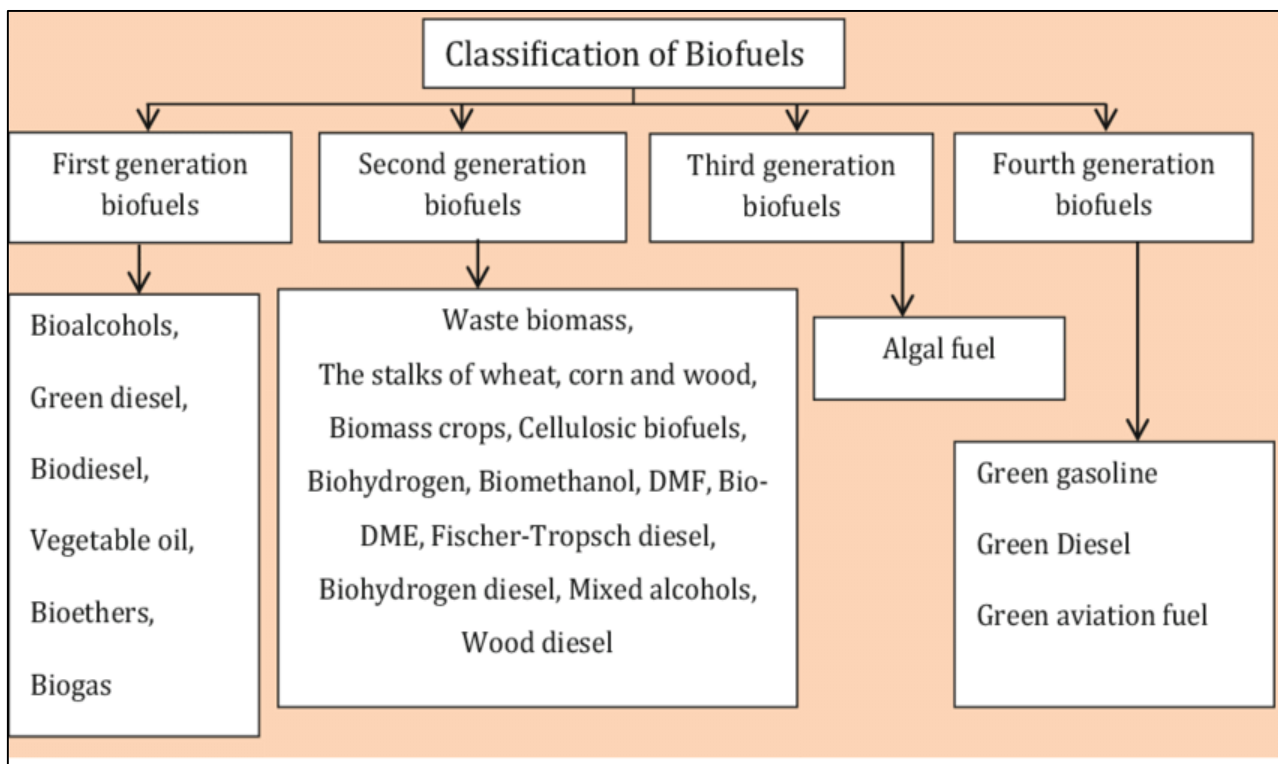 Classification of Biofuels
First generation
biofuels
Second generation
biofuels
Third generation
biofuels
Fourth generation
biofuels
Bioalcohols,
Green diesel,
Biodiesel,
Vegetable oil,
Bioethers,
Biogas
Waste biomass,
The stalks of wheat, corn and wood,
Biomass crops, Cellulosic biofuels,
Biohydrogen, Biomethanol, DMF, Bio-
DME, Fischer-Tropsch diesel,
Biohydrogen diesel, Mixed alcohols,
Wood diesel
Algal fuel
Green gasoline
Green Diesel
Green aviation fuel